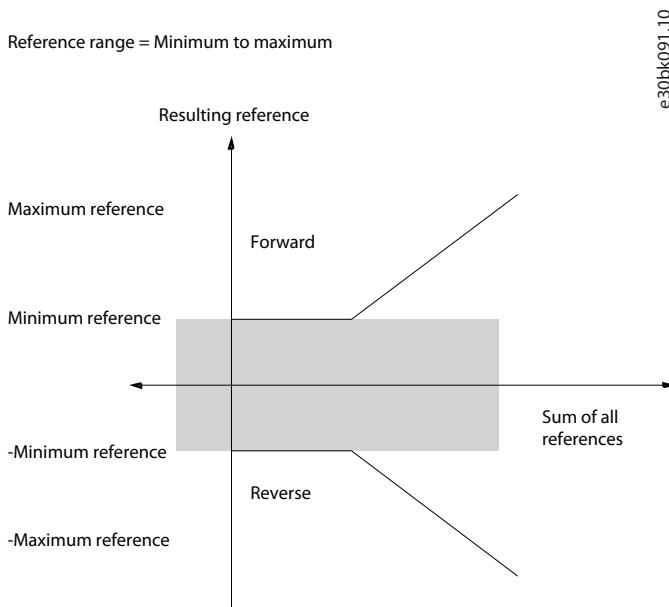 e30bk091.10
Reference range = Minimum to maximum
Resulting reference
Maximum reference
Forward
Minimum reference
Sum of all
references
-Minimum reference
Reverse
-Maximum reference